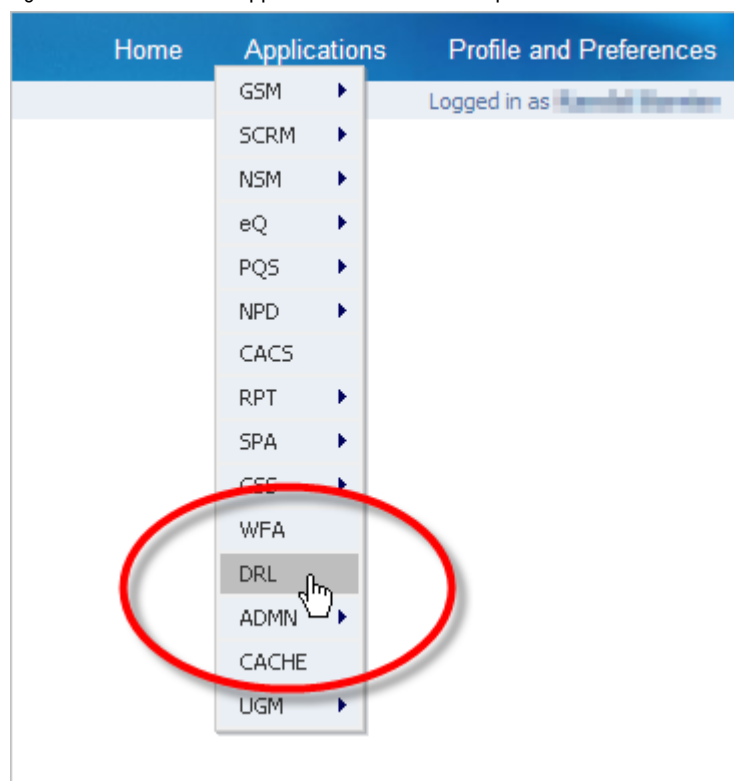 Home Applications Profile and Preferences
Logged in as
GSM
SCRM
NSM
eQ
PQS
NPD
CACS
RPT
SPA
CSS
WFA
DRL
ADMN
CACHE
UGM